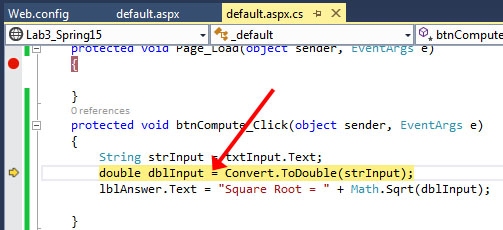 Web.config default.aspx default.aspx.cs
Lab3_Spring15 _default btnCompute
protected void Page_Load(object sender, EventArgs e)
{
}
0 references
protected void btnCompute_Click(object sender, EventArgs e)
{
String strInput = txtInput.Text;
double dblInput = Convert.ToDouble(strInput);
lblAnswer.Text = "Square Root = " + Math.Sqrt(dblInput);
}